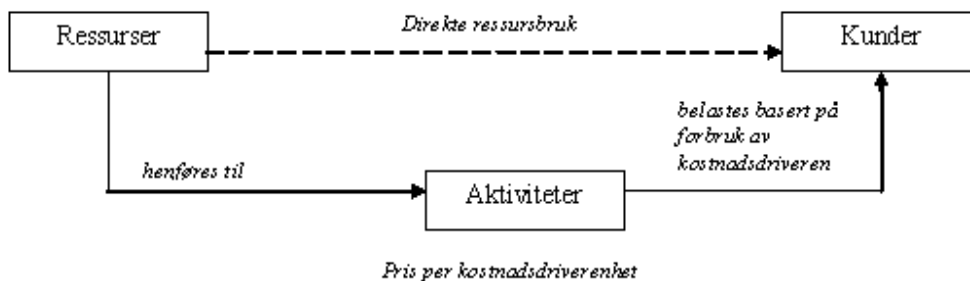 Direkte ressursbruk
Ressurser
Kunder
belastes basert på
forbruk av
kostnadsdriveren
henføres til
Aktiviteter
Pris per kostnadsdriverenhet